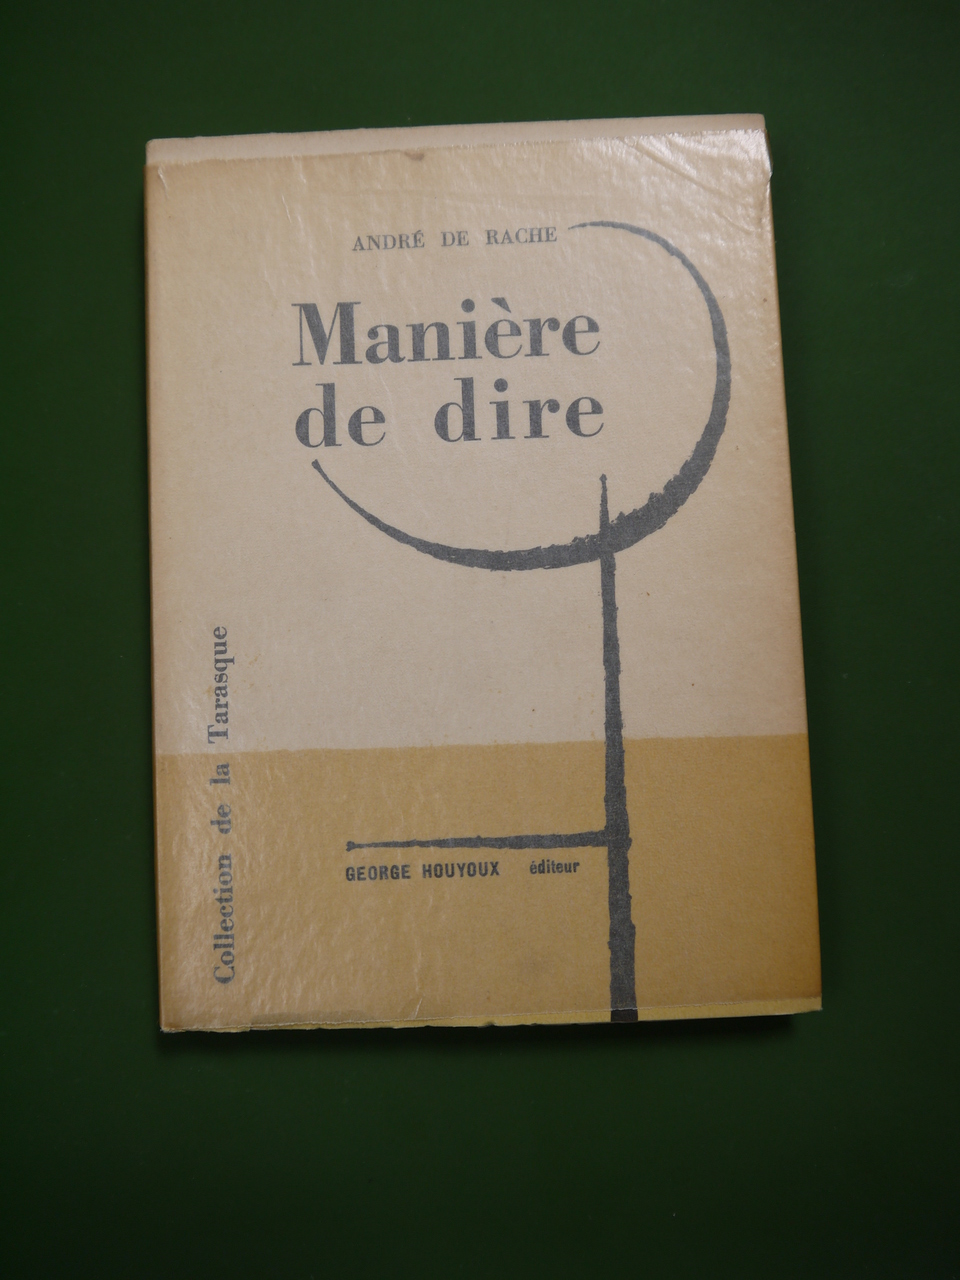 ANDRÉ DE RACHE
Manière
de dire
Collection de la Tarasque
GEORGE HOUYOUX éditeur